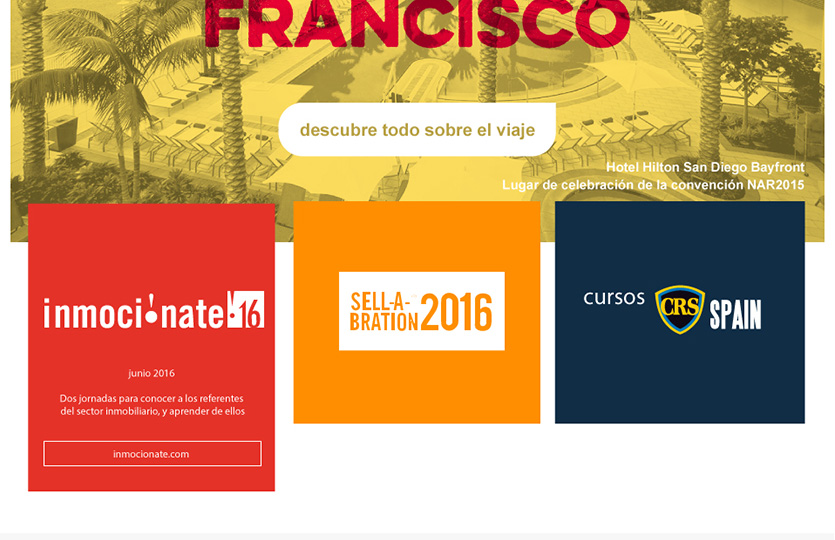 FRANCISCO
descubre todo sobre el viaje
Hotel Hilton San Diego Bayfront
Lugar de celebración de la convención NAR2015
inmoci!nate!16
junio 2016
Dos jornadas para conocer a los referentes
del sector inmobiliario, y aprender de ellos
inmocionate.com
SELL-A-
BRATION 2016
cursos CRS SPAIN